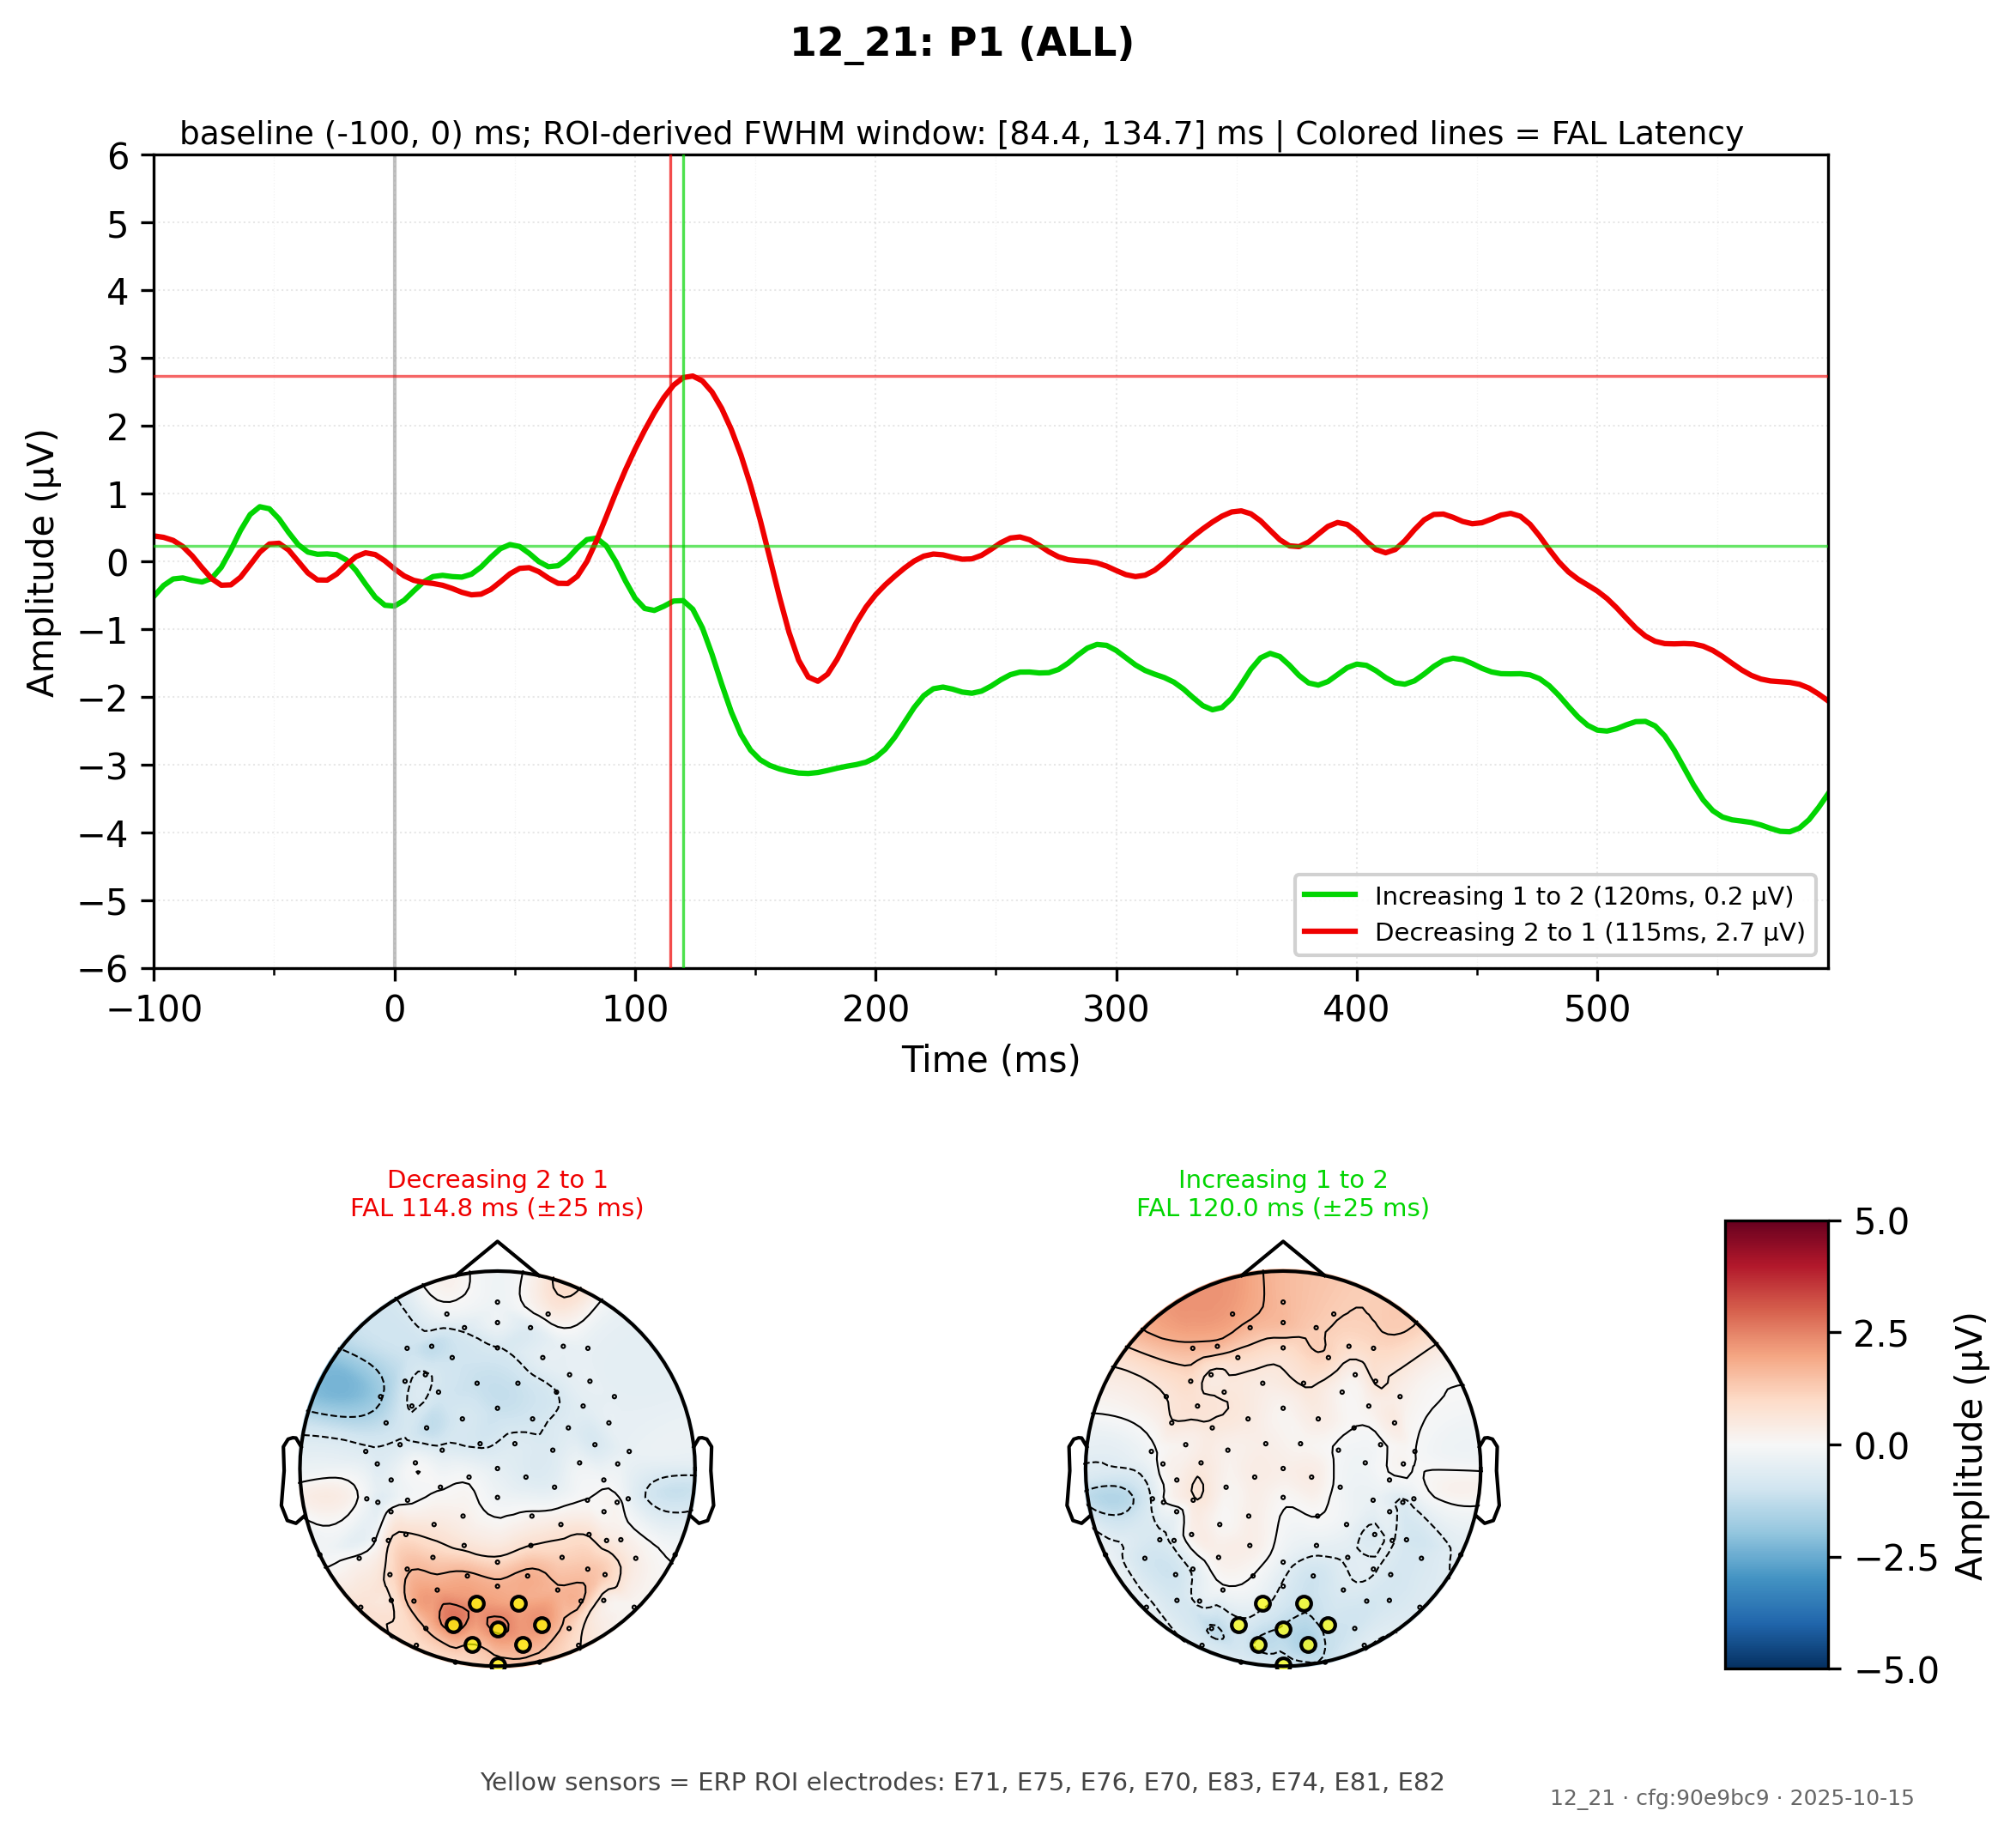 12_21: P1 (ALL)
baseline (-100, 0) ms; ROI-derived FWHM window: [84.4, 134.7] ms | Colored lines = FAL Latency
6
5
4
3
2
1
0
−1
−2
−3
−4
−5
−6
Amplitude (µV)
−100
0
100
200
300
400
500
Time (ms)
Increasing 1 to 2 (120ms, 0.2 µV)
Decreasing 2 to 1 (115ms, 2.7 µV)
Decreasing 2 to 1
FAL 114.8 ms (±25 ms)
Increasing 1 to 2
FAL 120.0 ms (±25 ms)
5.0
2.5
0.0
−2.5
−5.0
Amplitude (µV)
Yellow sensors = ERP ROI electrodes: E71, E75, E76, E70, E83, E74, E81, E82
12_21 · cfg:90e9bc9 · 2025-10-15